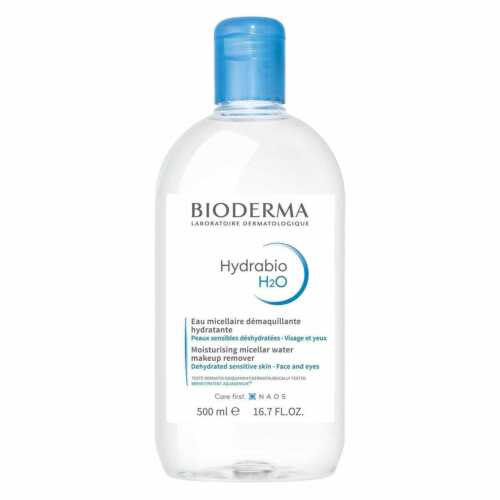 BIODERMA
LABORATOIRE DERMATOLOGIQUE
Hydrabio
H2O
Eau micellaire démaquillante
hydratante
Peaux sensibles déshydratées - Visage et yeux
Moisturising micellar water
makeup remover
Dehydrated sensitive skin - Face and eyes
Care first NAOS
500 ml ℮ 16.7 FL.OZ.